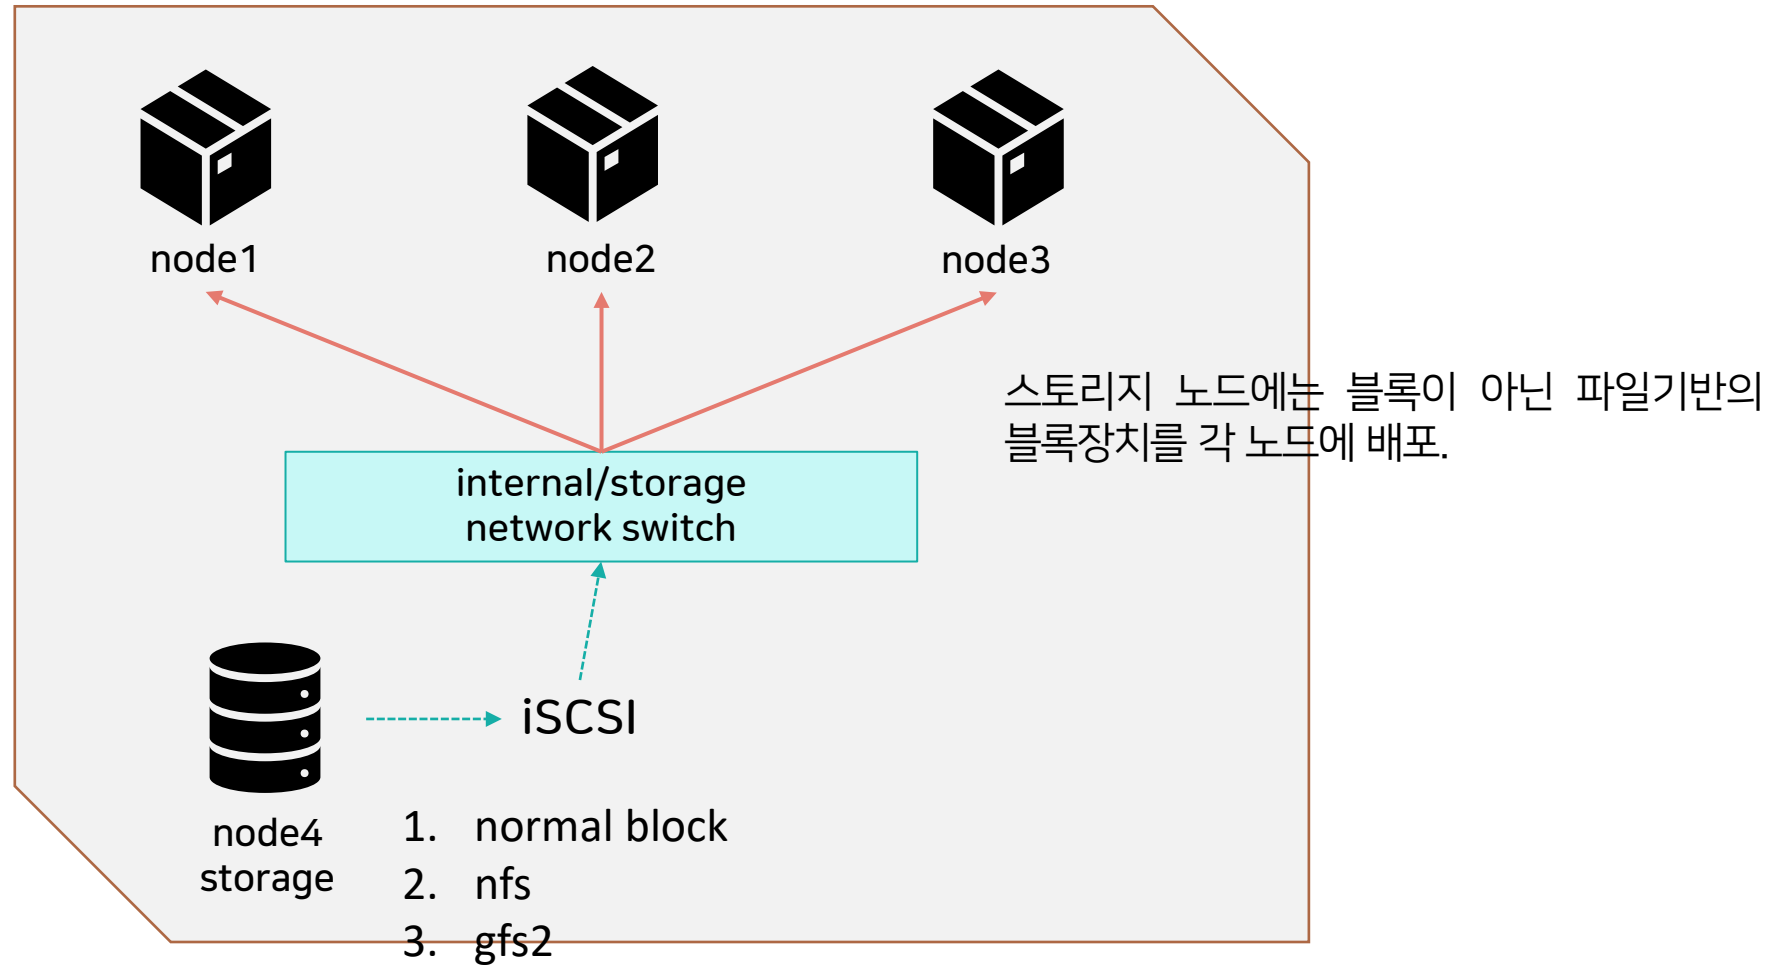 node1
node2
node3
스토리지 노드에는 블록이 아닌 파일기반의
블록장치를 각 노드에 배포.
internal/storage
network switch
iSCSI
node4
storage
1. normal block
2. nfs
3. gfs2